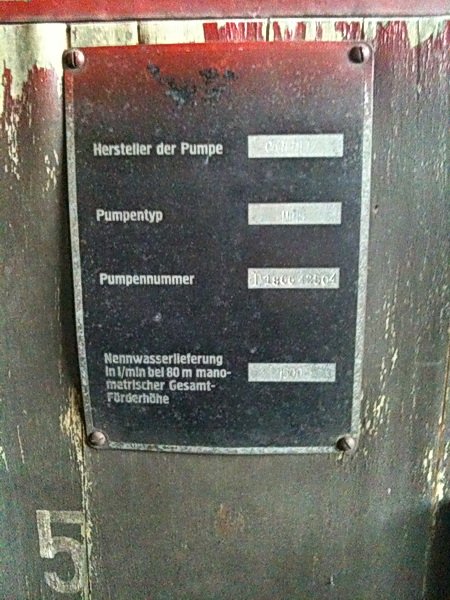 Hersteller der Pumpe
Pumpentyp
Pumpennummer
Nennwasserlieferung
in l/min bei 80 m mano-
metrischer Gesamt-
Förderhöhe
5